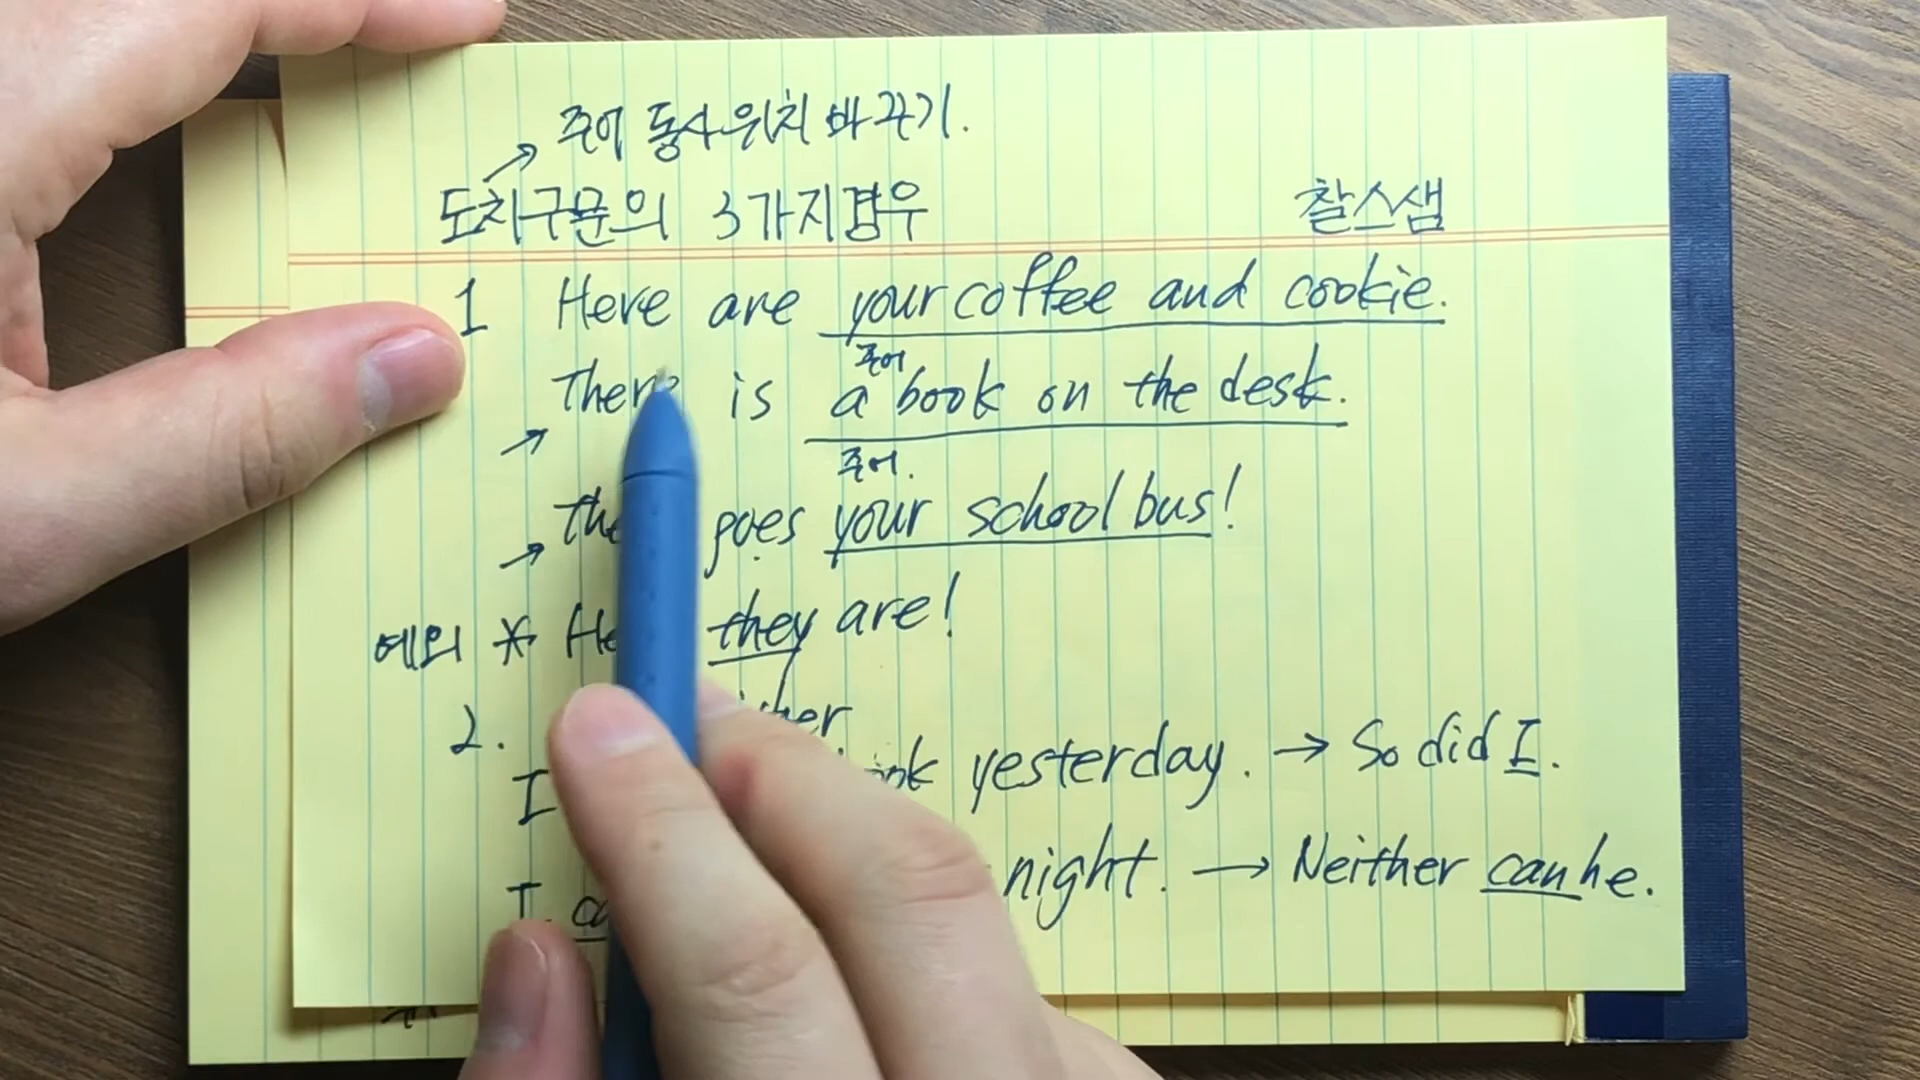 주어 동사 위치 바꾸기.
도치구문의 3가지경우 찰스샘
1 Here are your coffee and cookie.
주어
There is a book on the desk.
주어.
goes your school bus!
예외 * they are!
2.
I yesterday. → So did I.
I night. → Neither can he.